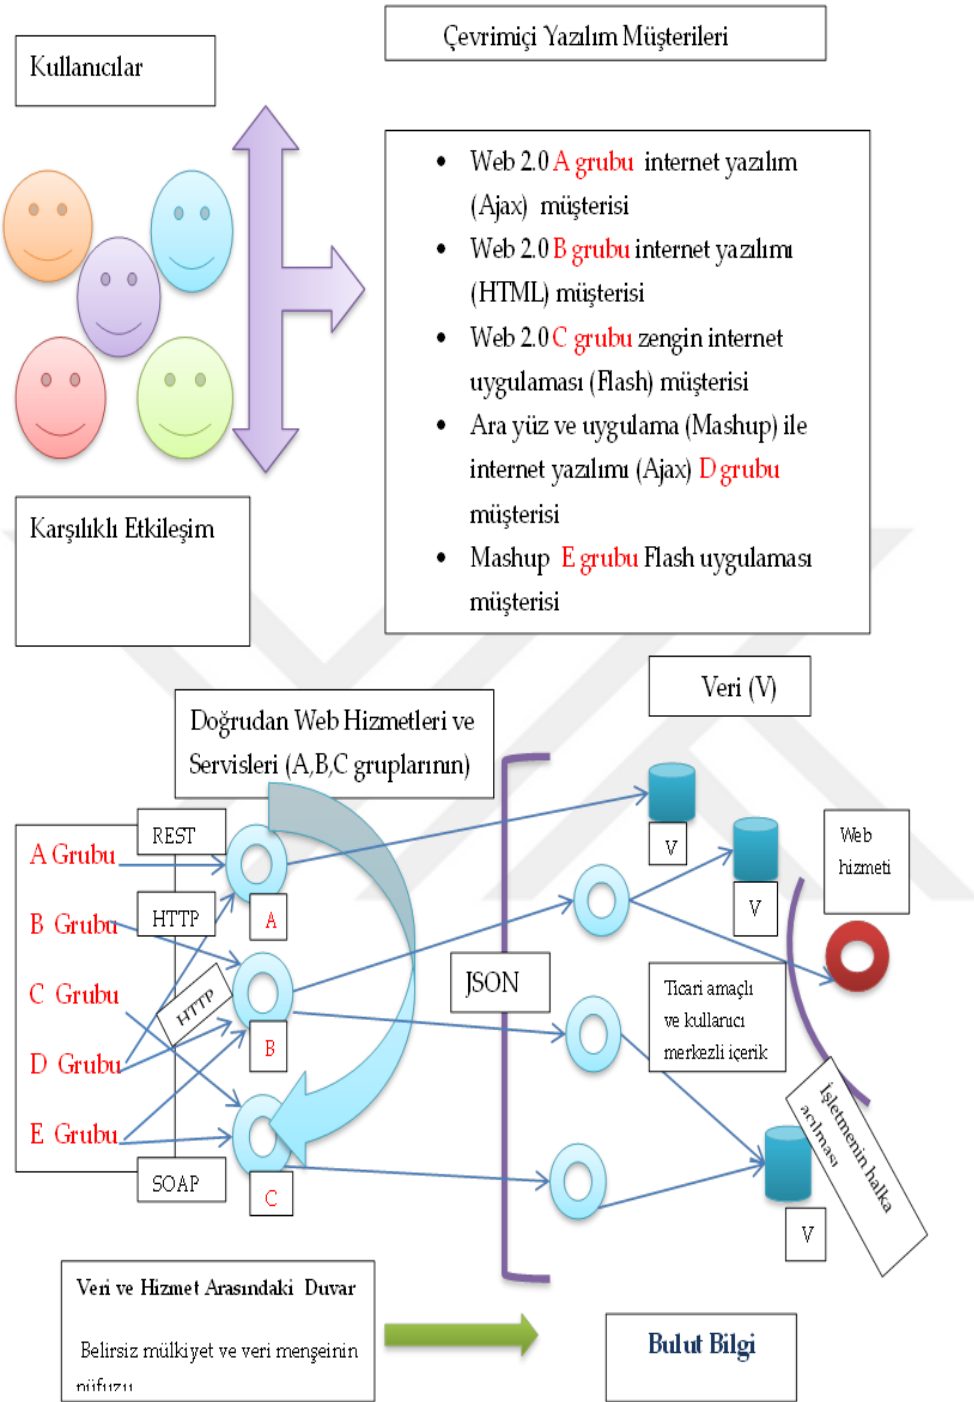 Çevrimiçi Yazılım Müşterileri
Kullanıcılar
• Web 2.0 A grubu internet yazılım
(Ajax) müşterisi
• Web 2.0 B grubu internet yazılımı
(HTML) müşterisi
• Web 2.0 C grubu zengin internet
uygulaması (Flash) müşterisi
• Ara yüz ve uygulama (Mashup) ile
internet yazılımı (Ajax) D grubu
müşterisi
• Mashup E grubu Flash uygulaması
müşterisi
Karşılıklı Etkileşim
Veri (V)
Doğrudan Web Hizmetleri ve
Servisleri (A,B,C gruplarının)
REST
A Grubu
HTTP
B Grubu
C Grubu
HTTP
D Grubu
E Grubu
SOAP
A
B
C
JSON
V
V
Web
hizmeti
Ticari amaçlı
ve kullanıcı
merkezli içerik
İşletmenin halka
açılması
V
Veri ve Hizmet Arasındaki Duvar
Belirsiz mülkiyet ve veri menşeinin
nüfuzu
Bulut Bilgi